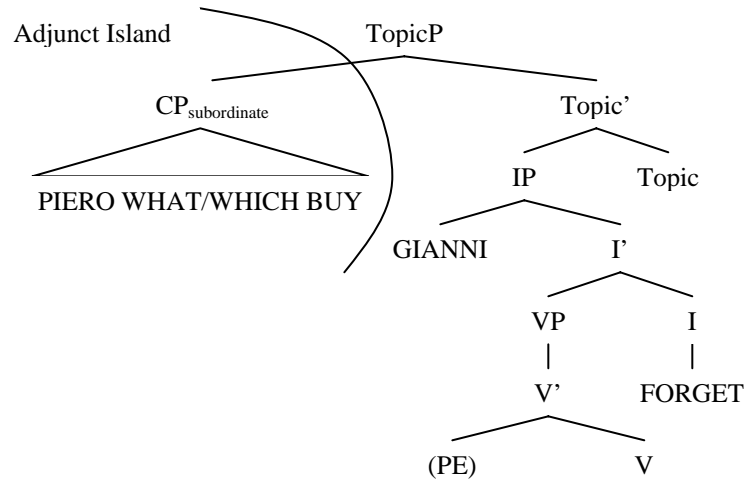 Adjunct Island TopicP
CPsubordinate Topic’
IP Topic
PIERO WHAT/WHICH BUY
GIANNI I’
VP I
V’ FORGET
(PE) V